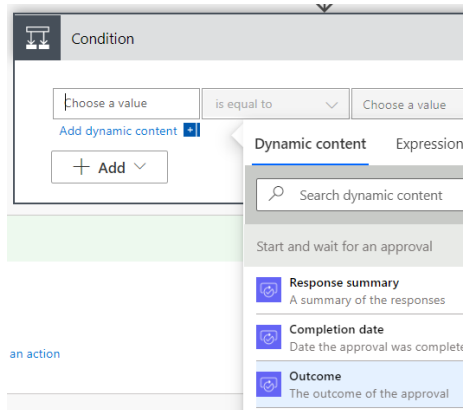 Condition
Choose a value
is equal to
Choose a value
Add dynamic content
Add
Dynamic content
Expression
Search dynamic content
Start and wait for an approval
Response summary
A summary of the responses
Completion date
Date the approval was complete
an action
Outcome
The outcome of the approval